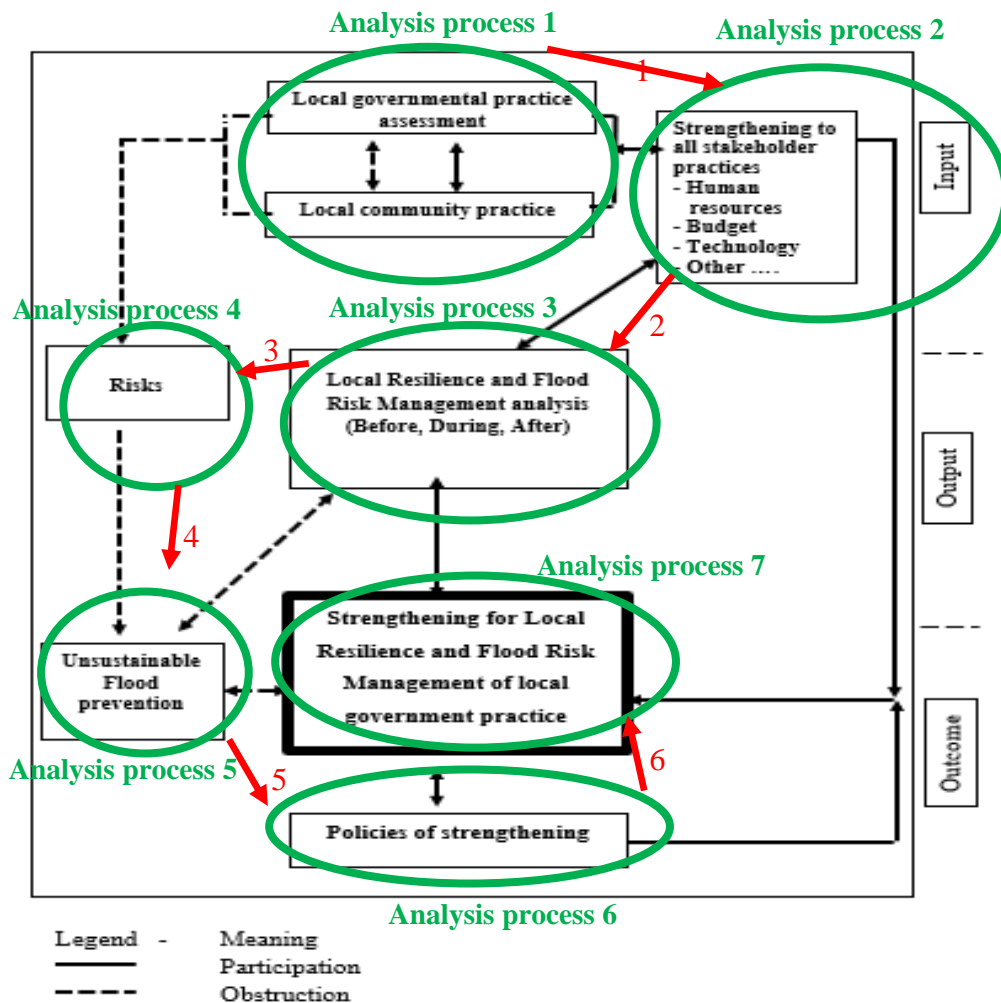 Analysis process 1
Analysis process 2
1
Local governmental practice
assessment
Local community practice
Strengthening to
all stakeholder
practices
- Human
resources
- Budget
- Technology
- Other ….
Input
Analysis process 4
Analysis process 3
2
3
Risks
Local Resilience and Flood
Risk Management analysis
(Before, During, After)
Output
4
Analysis process 7
Unsustainable
Flood
prevention
Strengthening for Local
Resilience and Flood Risk
Management of local
government practice
Outcome
Analysis process 5
5
6
Policies of strengthening
Analysis process 6
Legend - Meaning
Participation
Obstruction